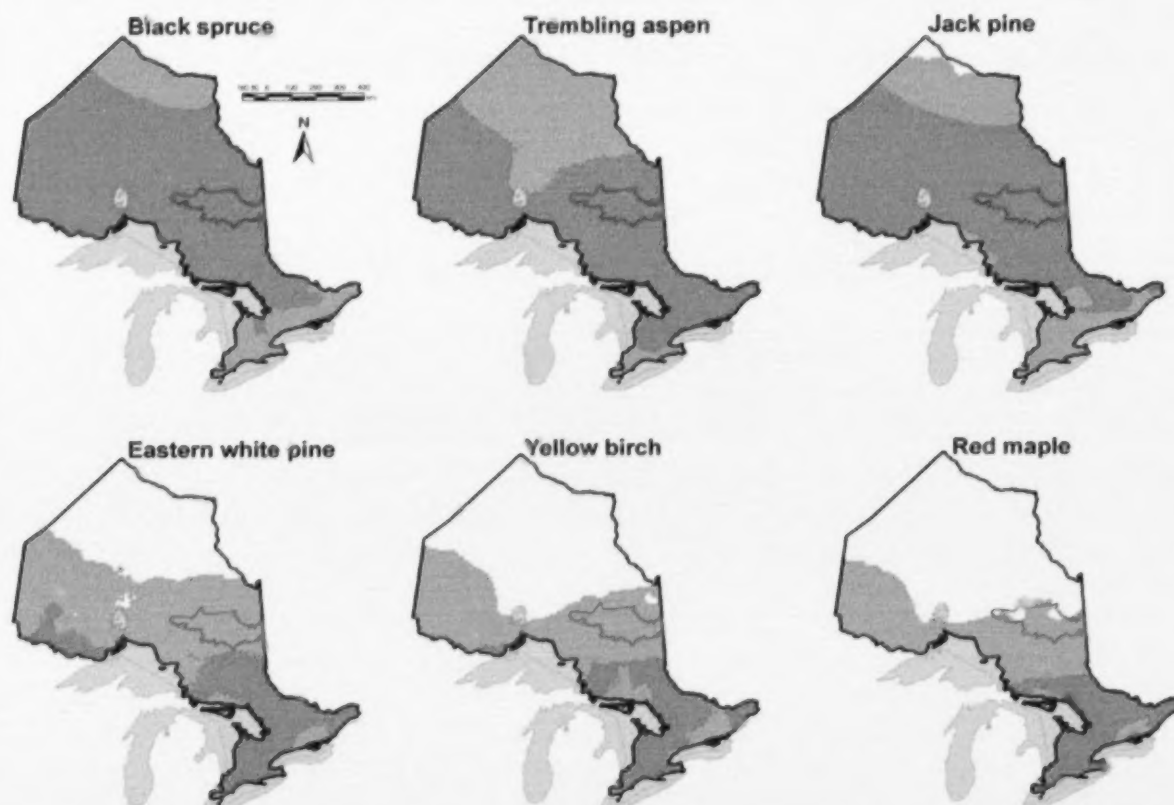 Black spruce
Trembling aspen
Jack pine
N
Eastern white pine
Yellow birch
Red maple